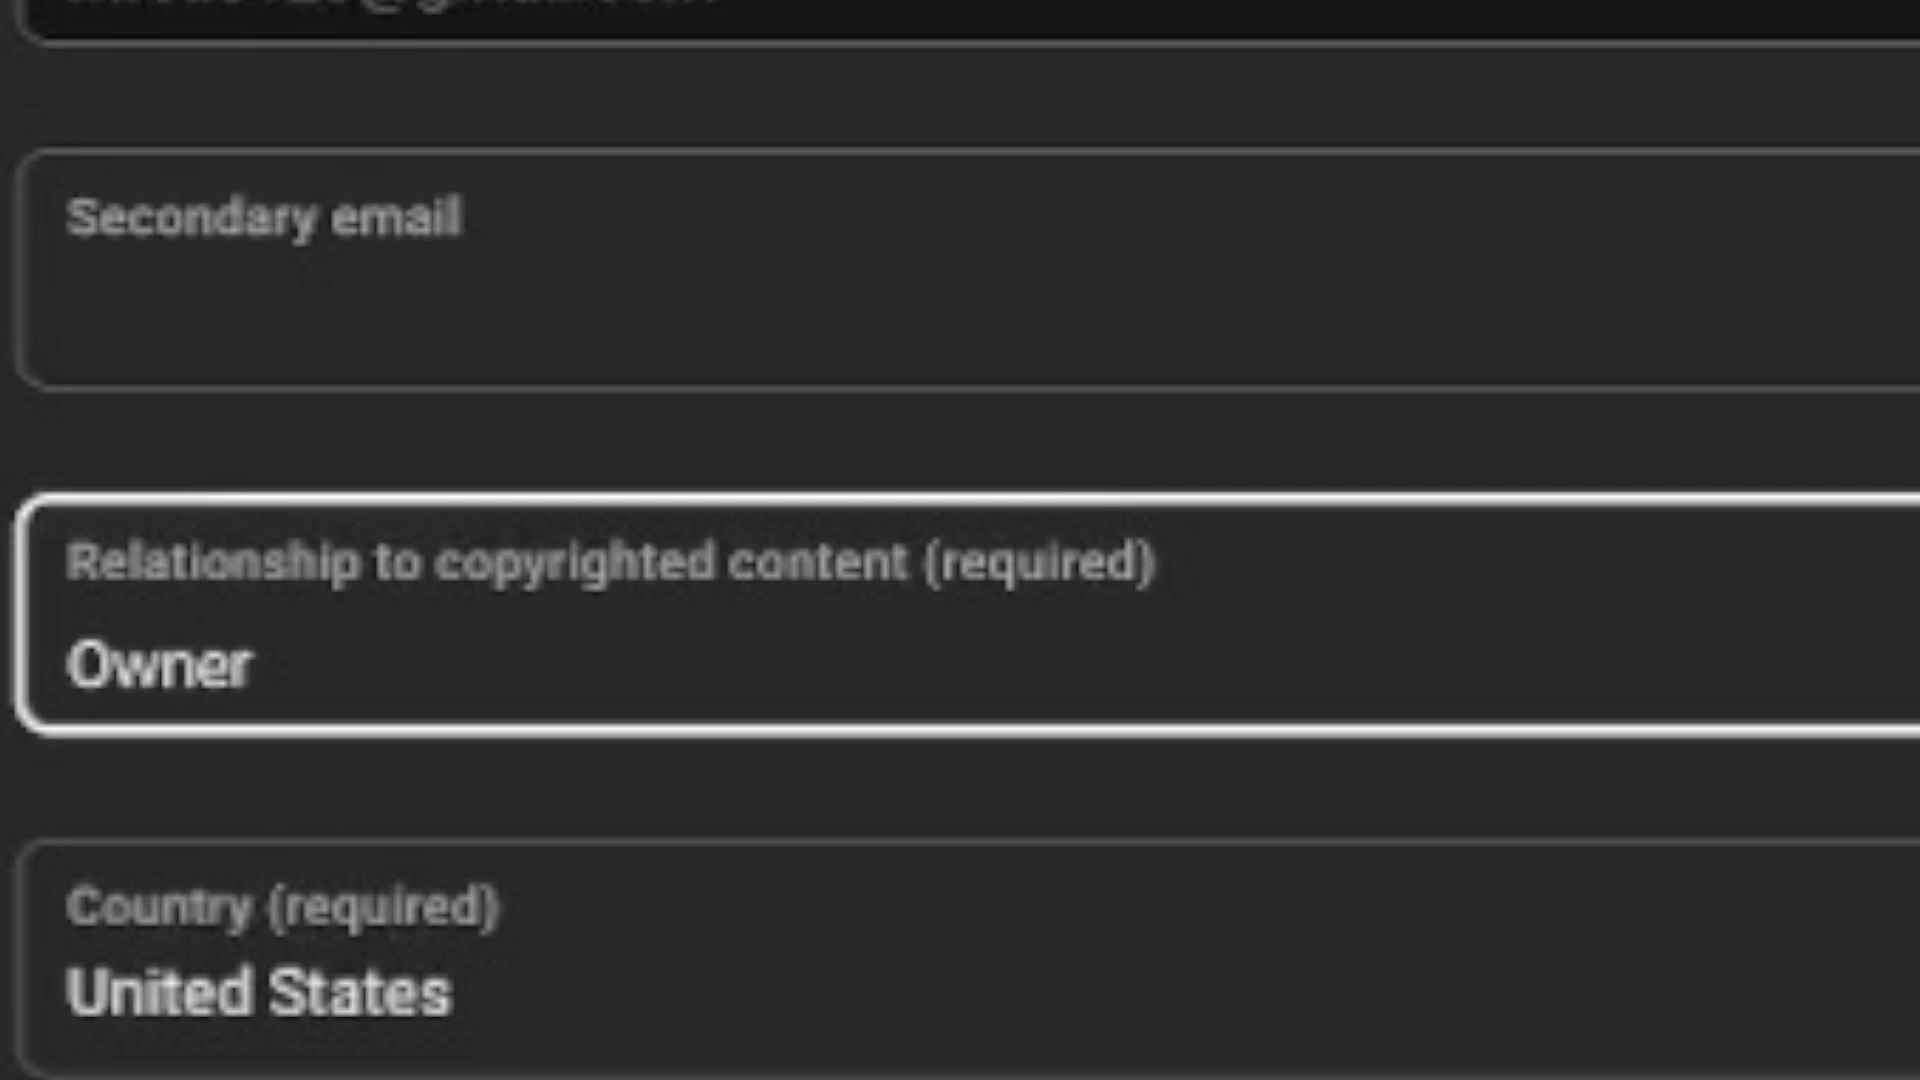 Secondary email
Relationship to copyrighted content (required)
Owner
Country (required)
United States